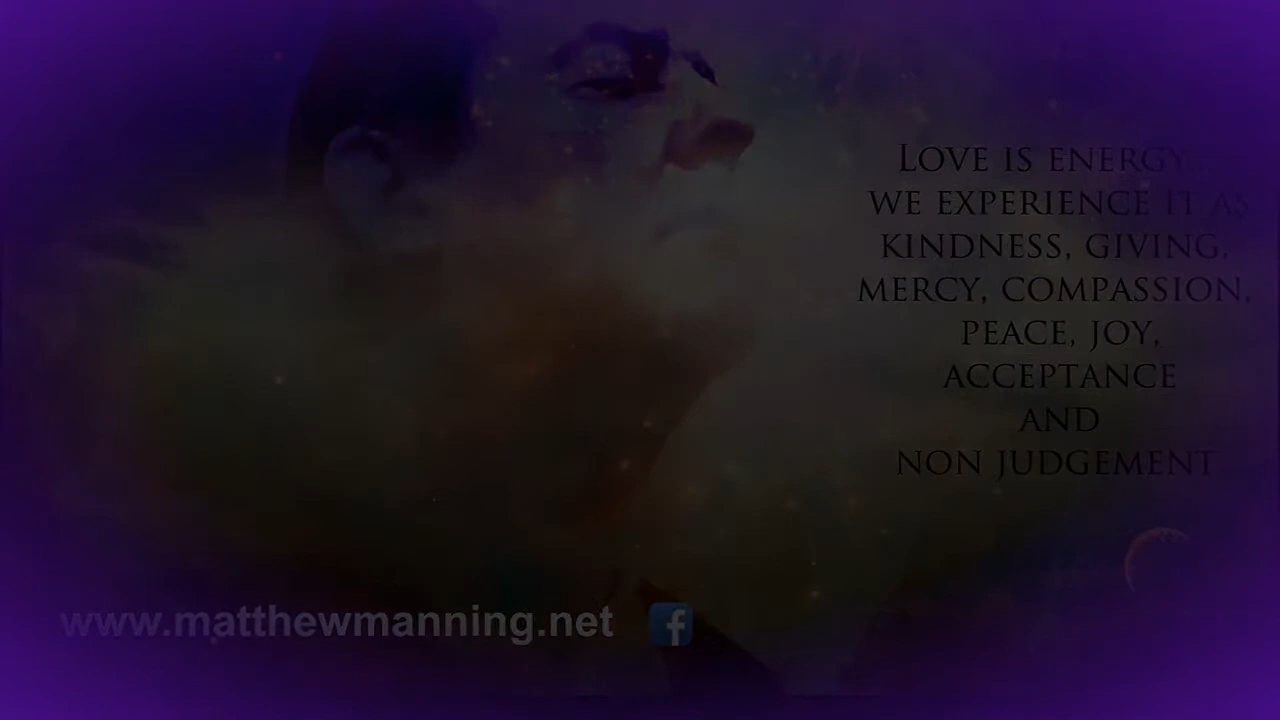 LOVE IS ENERGY
WE EXPERIENCE IT AS
KINDNESS, GIVING,
MERCY, COMPASSION,
PEACE, JOY,
ACCEPTANCE
AND
NON JUDGEMENT
www.matthewmanning.net
f